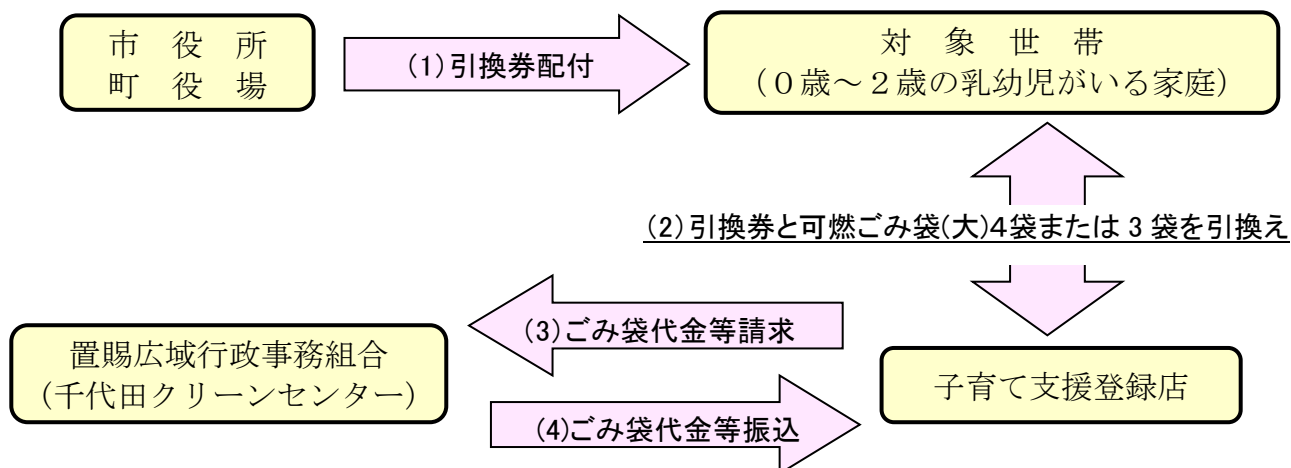 市　役　所
町　役　場
(1)引換券配付
対　象　世　帯
（０歳～２歳の乳幼児がいる家庭）
(2)引換券と可燃ごみ袋(大)4袋または 3 袋を引換え
(3)ごみ袋代金等請求
置賜広域行政事務組合
(千代田クリーンセンター)
子育て支援登録店
(4)ごみ袋代金等振込